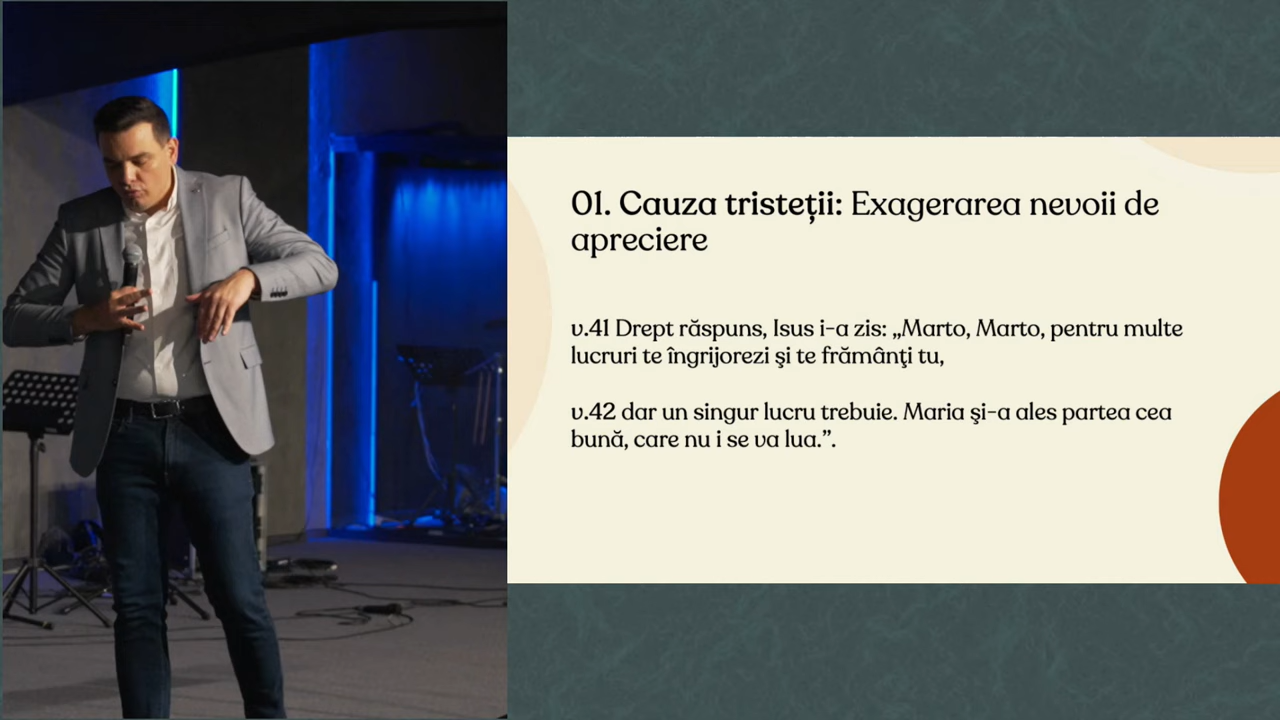 01. Cauza tristeții: Exagerarea nevoii de
apreciere
v.41 Drept răspuns, Isus i-a zis: „Marto, Marto, pentru multe
lucruri te îngrijorezi şi te frămânţi tu,
v.42 dar un singur lucru trebuie. Maria şi-a ales partea cea
bună, care nu i se va lua.”.